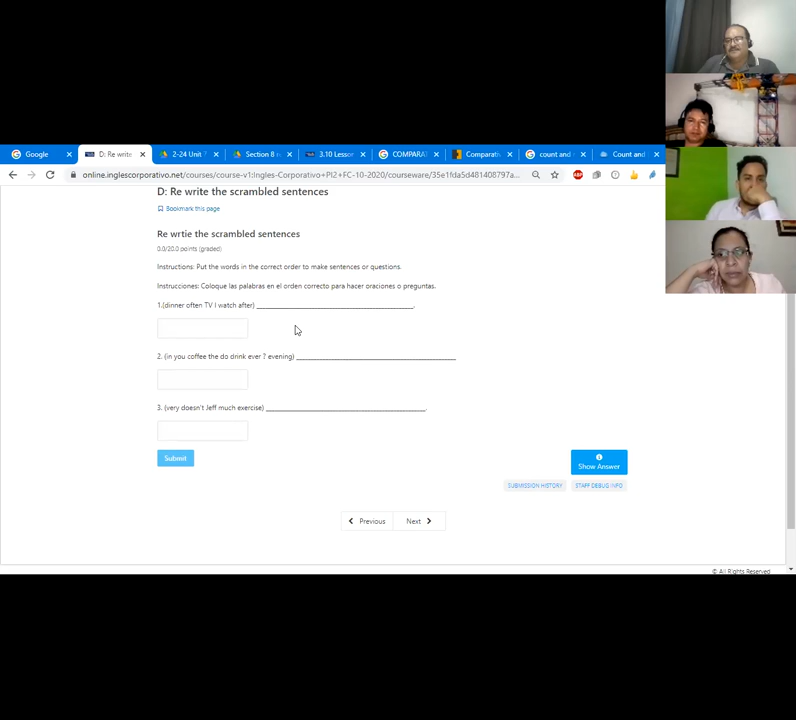 Google
D: Re write
2-24 Unit
Section 8 r
3.10 Lesso
COMPARAT
Comparati
count and
Count and
online.inglescorporativo.net/courses/course-v1:Ingles-Corporativo+PI2+FC-10-2020/courseware/35e1fda5d481408797a...
D: Re write the scrambled sentences
Bookmark this page
Re wrtie the scrambled sentences
0.0/20.0 points (graded)
Instructions: Put the words in the correct order to make sentences or questions.
Instrucciones: Coloque las palabras en el orden correcto para hacer oraciones o preguntas.
1.(dinner often TV I watch after) ________________________________________.
2. (in you coffee the do drink ever ? evening) ________________________________________
3. (very doesn't Jeff much exercise) ________________________________________.
Submit
Show Answer
SUBMISSION HISTORY
STAFF DEBUG INFO
Previous
Next
© All Rights Reserved